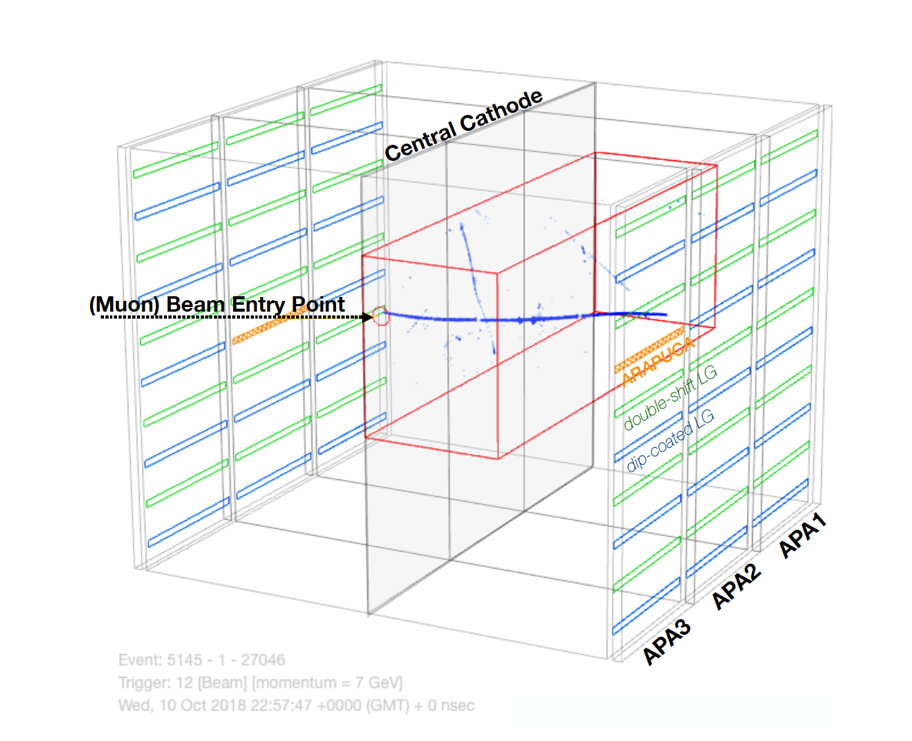 Central Cathode
(Muon) Beam Entry Point
ARAPUCA
double-shift LG
dip-coated LG
APA1
APA2
APA3
Event: 5145 - 1 - 27046
Trigger: 12 [Beam] [momentum = 7 GeV]
Wed, 10 Oct 2018 22:57:47 +0000 (GMT) + 0 nsec